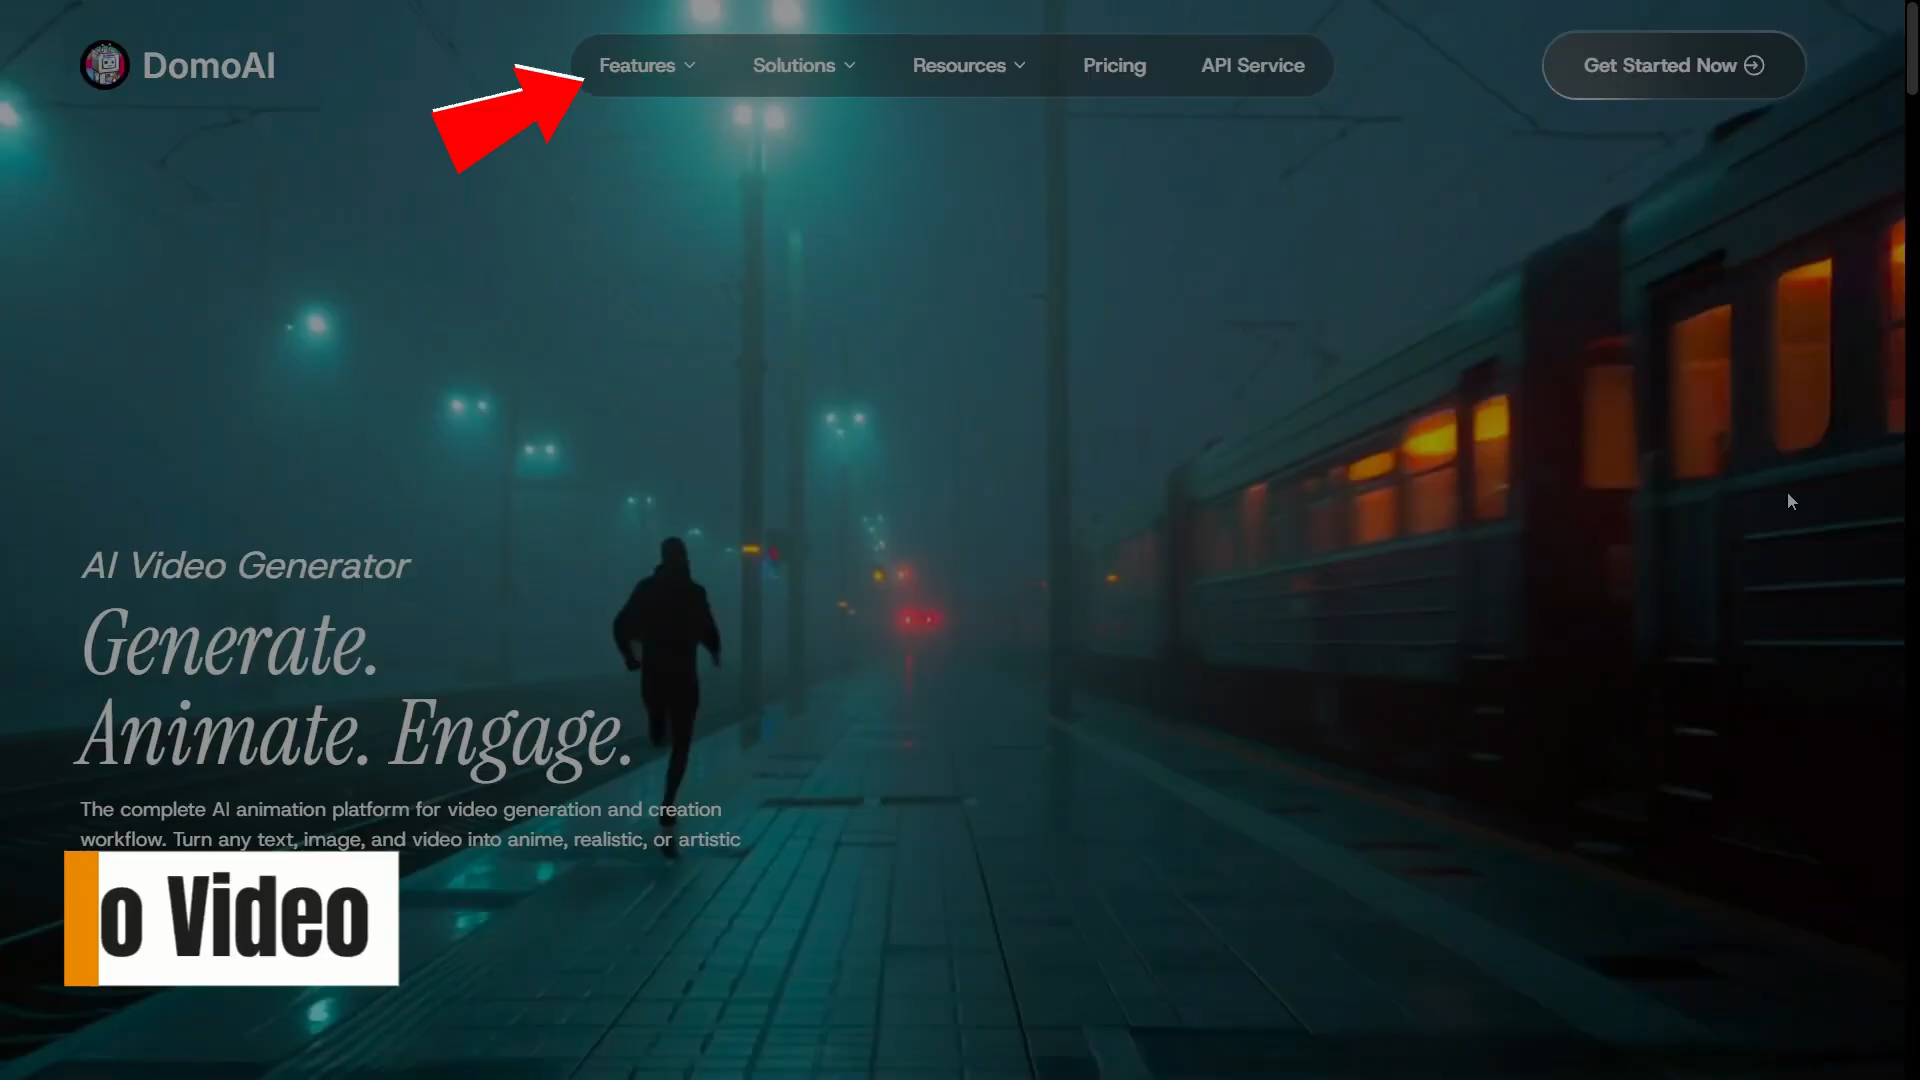 DomoAI
Features
Solutions
Resources
Pricing
API Service
Get Started Now
AI Video Generator
Generate.
Animate. Engage.
The complete AI animation platform for video generation and creation
workflow. Turn any text, image, and video into anime, realistic, or artistic
o Video